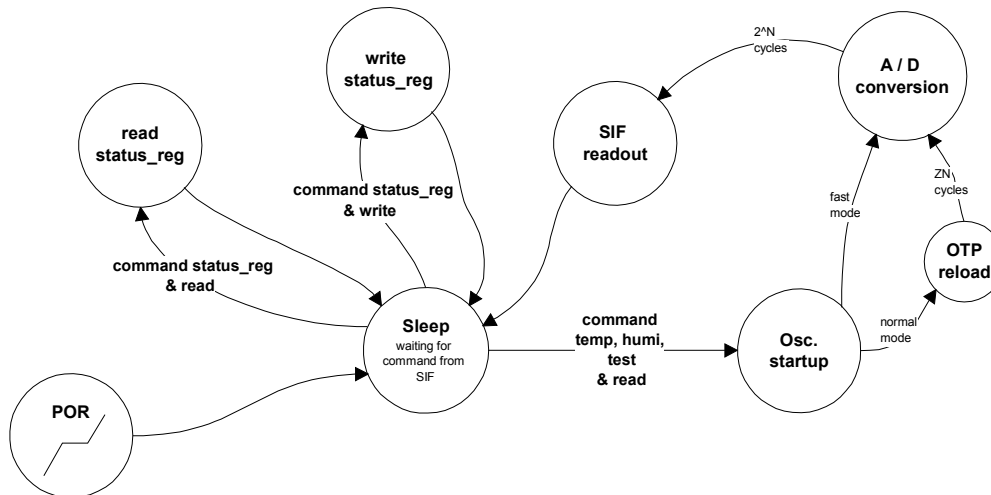 write
status_reg
2^N
cycles
A / D
conversion
read
status_reg
SIF
readout
command status_reg
& write
fast
mode
ZN
cycles
OTP
reload
command status_reg
& read
Sleep
waiting for
command from
SIF
command
temp, humi,
test
& read
Osc.
startup
normal
mode
POR